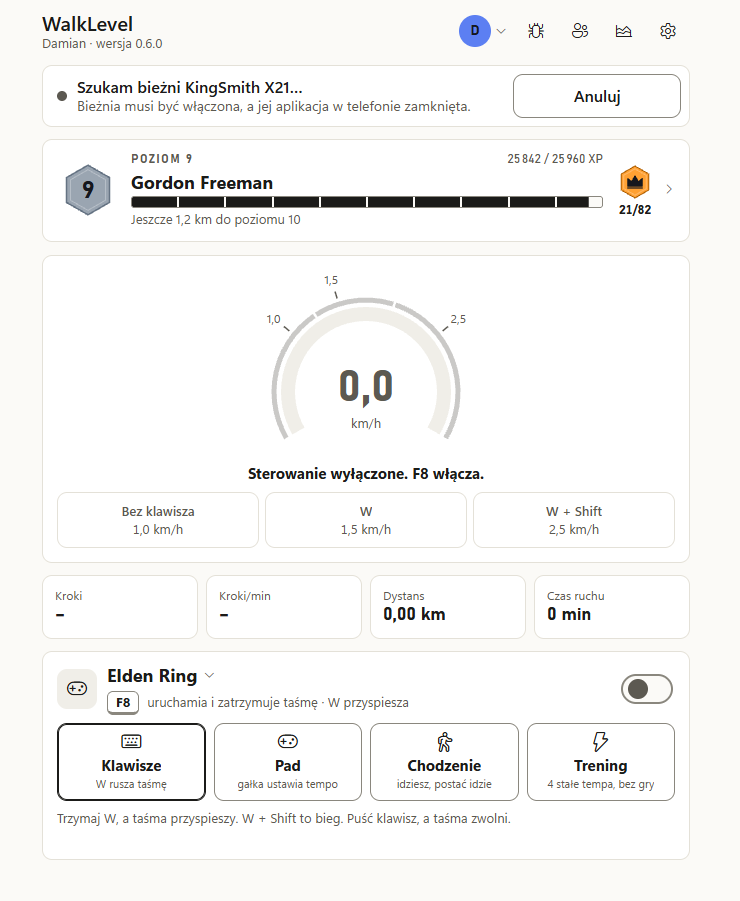 WalkLevel
Damian · wersja 0.6.0
D
Szukam bieżni KingSmith X21...
Bieżnia musi być włączona, a jej aplikacja w telefonie zamknięta.
Anuluj
9
POZIOM 9
25 842 / 25 960 XP
Gordon Freeman
Jeszcze 1,2 km do poziomu 10
21/82
1,5
1,0
2,5
0,0
km/h
Sterowanie wyłączone. F8 włącza.
Bez klawisza
1,0 km/h
W
1,5 km/h
W + Shift
2,5 km/h
Kroki
–
Kroki/min
–
Dystans
0,00 km
Czas ruchu
0 min
Elden Ring
F8 uruchamia i zatrzymuje taśmę · W przyspiesza
Klawisze
W rusza taśmę
Pad
gałka ustawia tempo
Chodzenie
idziesz, postać idzie
Trening
4 stałe tempa, bez gry
Trzymaj W, a taśma przyspieszy. W + Shift to bieg. Puść klawisz, a taśma zwolni.